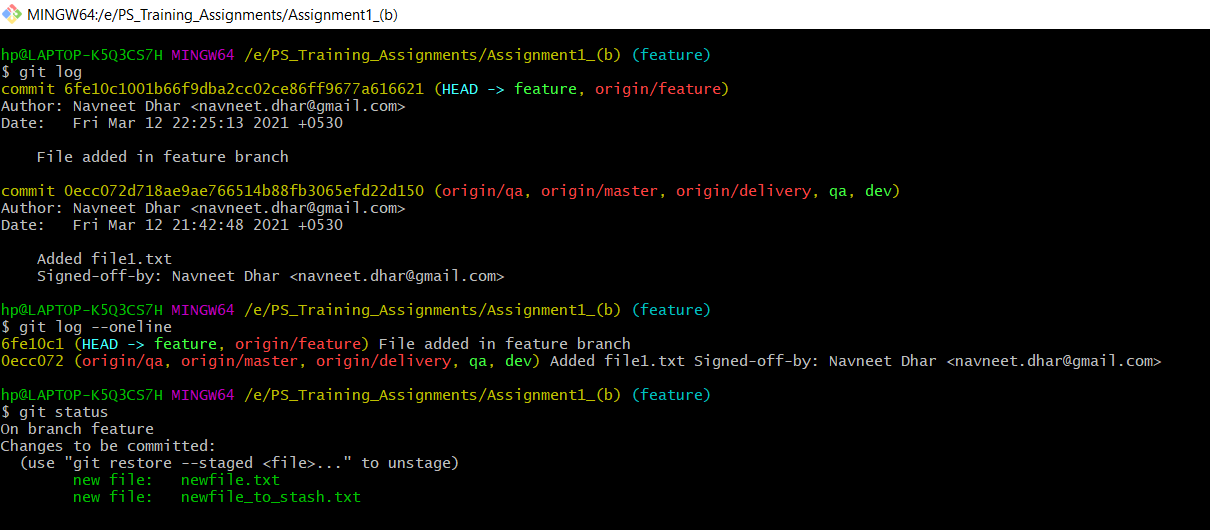 MINGW64:/e/PS_Training_Assignments/Assignment1_(b)
hp@LAPTOP-K5Q3CS7H MINGW64 /e/PS_Training_Assignments/Assignment1_(b) (feature)
$ git log
commit 6fe10c1001b66f9dba2cc02ce86ff9677a616621 (HEAD -> feature, origin/feature)
Author: Navneet Dhar <navneet.dhar@gmail.com>
Date:   Fri Mar 12 22:25:13 2021 +0530
    File added in feature branch
commit 0ecc072d718ae9ae766514b88fb3065efd22d150 (origin/qa, origin/master, origin/delivery, qa, dev)
Author: Navneet Dhar <navneet.dhar@gmail.com>
Date:   Fri Mar 12 21:42:48 2021 +0530
    Added file1.txt
    Signed-off-by: Navneet Dhar <navneet.dhar@gmail.com>
hp@LAPTOP-K5Q3CS7H MINGW64 /e/PS_Training_Assignments/Assignment1_(b) (feature)
$ git log --oneline
6fe10c1 (HEAD -> feature, origin/feature) File added in feature branch
0ecc072 (origin/qa, origin/master, origin/delivery, qa, dev) Added file1.txt Signed-off-by: Navneet Dhar <navneet.dhar@gmail.com>
hp@LAPTOP-K5Q3CS7H MINGW64 /e/PS_Training_Assignments/Assignment1_(b) (feature)
$ git status
On branch feature
Changes to be committed:
  (use "git restore --staged <file>..." to unstage)
        new file:   newfile.txt
        new file:   newfile_to_stash.txt